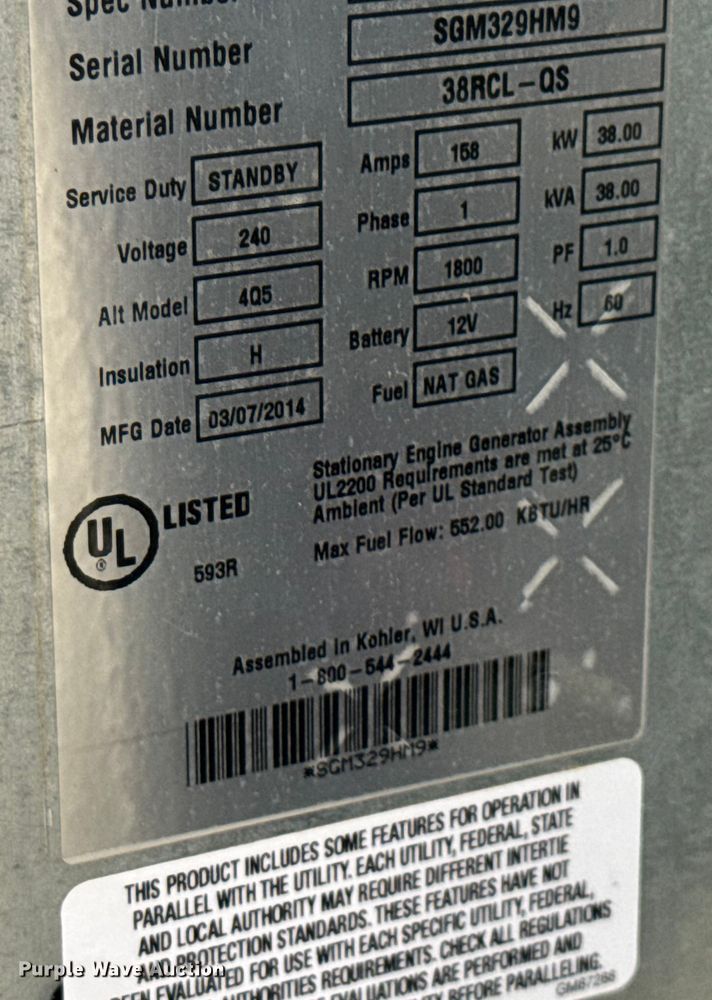 Spec Number
Serial Number SGM329HM9
Material Number 38RCL-QS
Service Duty STANDBY Amps 158 kW 38.00
Voltage 240 Phase 1 kVA 38.00
Alt Model 4Q5 RPM 1800 PF 1.0
Insulation H Battery 12V Hz 60
MFG Date 03/07/2014 Fuel NAT GAS
Stationary Engine Generator Assembly
UL2200 Requirements are met at 25°C
Ambient (Per UL Standard Test)
Max Fuel Flow: 552.00 KBTU/HR
UL® LISTED
593R
Assembled in Kohler, WI U.S.A.
1-800-544-2444
*SGM329HM9*
THIS PRODUCT INCLUDES SOME FEATURES FOR OPERATION IN
PARALLEL WITH THE UTILITY. EACH UTILITY, FEDERAL, STATE
AND LOCAL AUTHORITY MAY REQUIRE DIFFERENT INTERTIE
AND PROTECTION STANDARDS. THESE FEATURES HAVE NOT
BEEN EVALUATED FOR USE WITH EACH SPECIFIC UTILITY, FEDERAL,
AUTHORITIES REQUIREMENTS. CHECK ALL REGULATIONS
EVALUATIONS ARE PERFORMED AND
BEFORE PARALLELING.
GM87268
Purple Wave Auction